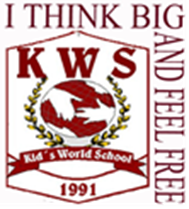 I THINK BIG
AND FEEL FREE
KWS
Kid´s World School
1991